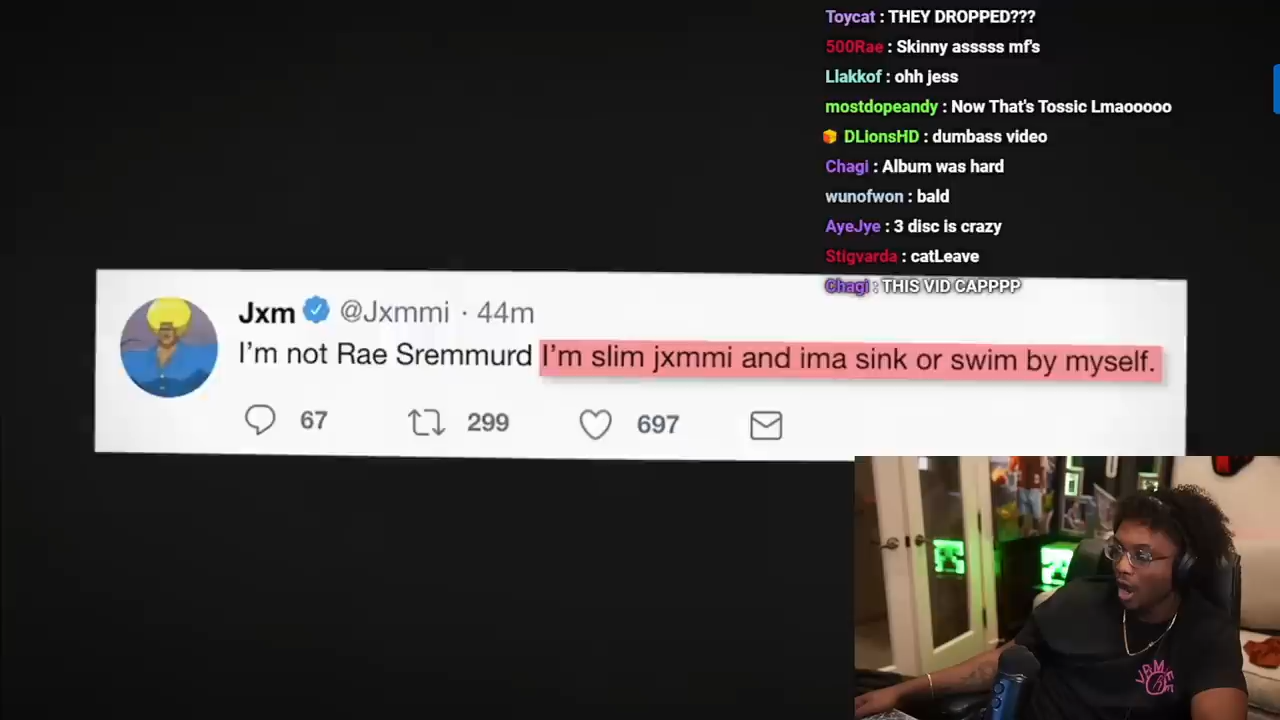 Toycat : THEY DROPPED???
500Rae : Skinny asssss mf's
Llakkof : ohh jess
mostdopeandy : Now That's Tossic Lmaooooo
DLionsHD : dumbass video
Chagi : Album was hard
wunofwon : bald
AyeJye : 3 disc is crazy
Stigvarda : catLeave
Chagi : THIS VID CAPPPP
Jxm @Jxmmi · 44m
I'm not Rae Sremmurd I'm slim jxmmi and ima sink or swim by myself.
67 299 697